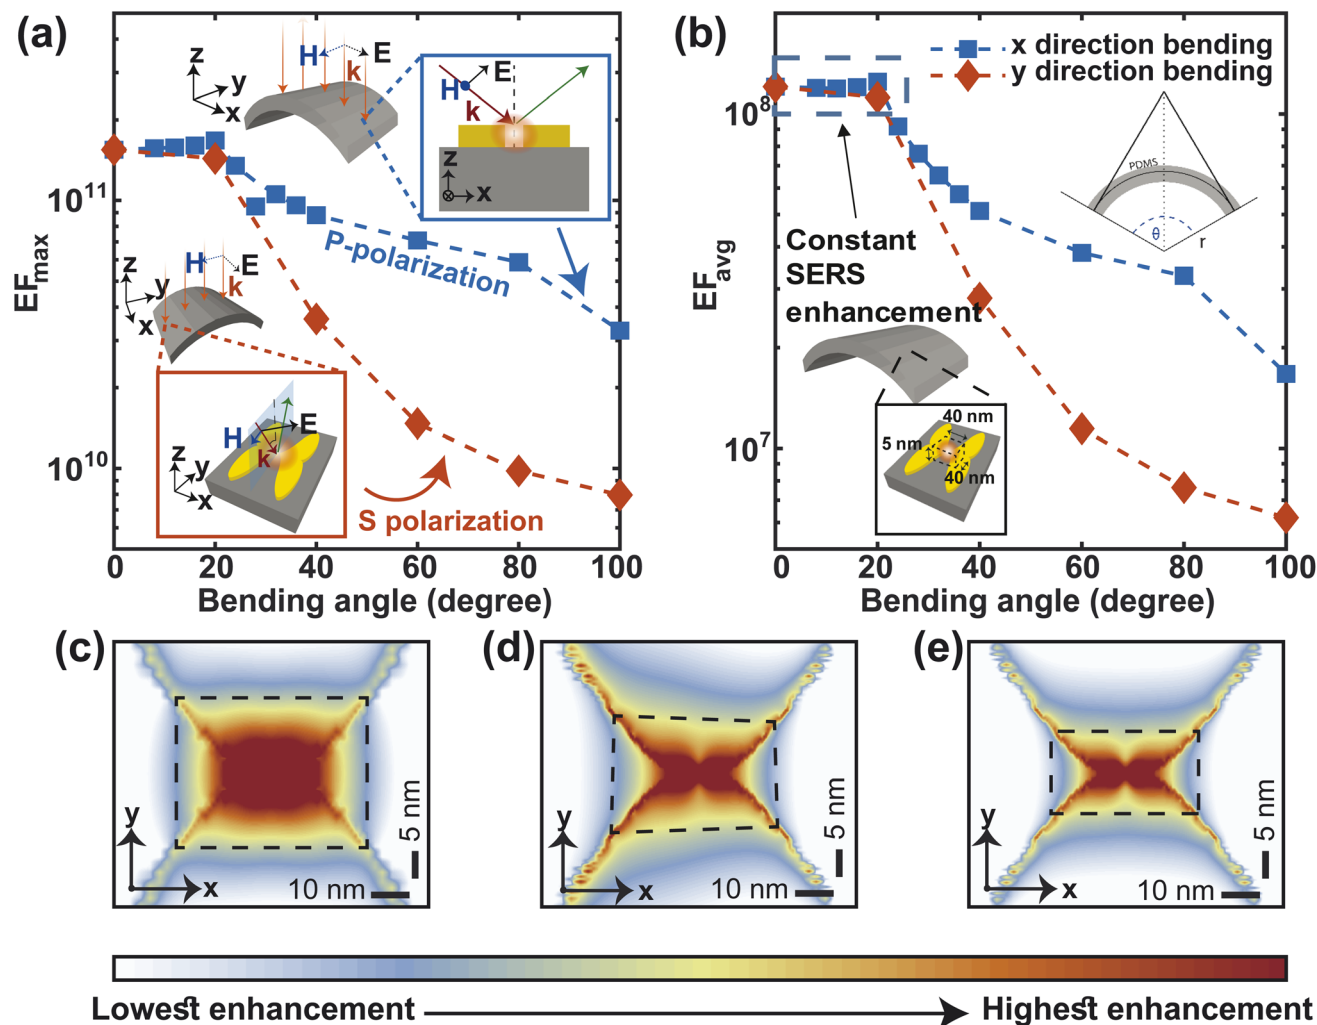 (a)
EFmax
10^11
10^10
0 20 40 60 80 100
Bending angle (degree)
z
y
x
H
E
k
H
E
k
z
x
P-polarization
z
y
x
H
E
k
H
E
k
z
y
x
S polarization
(b)
EFavg
10^8
10^7
0 20 40 60 80 100
Bending angle (degree)
x direction bending
y direction bending
PDMS
θ
r
Constant
SERS
enhancement
40 nm
5 nm
40 nm
(c)
y
x
10 nm
5 nm
(d)
y
x
10 nm
5 nm
(e)
y
x
10 nm
5 nm
Lowest enhancement
Highest enhancement